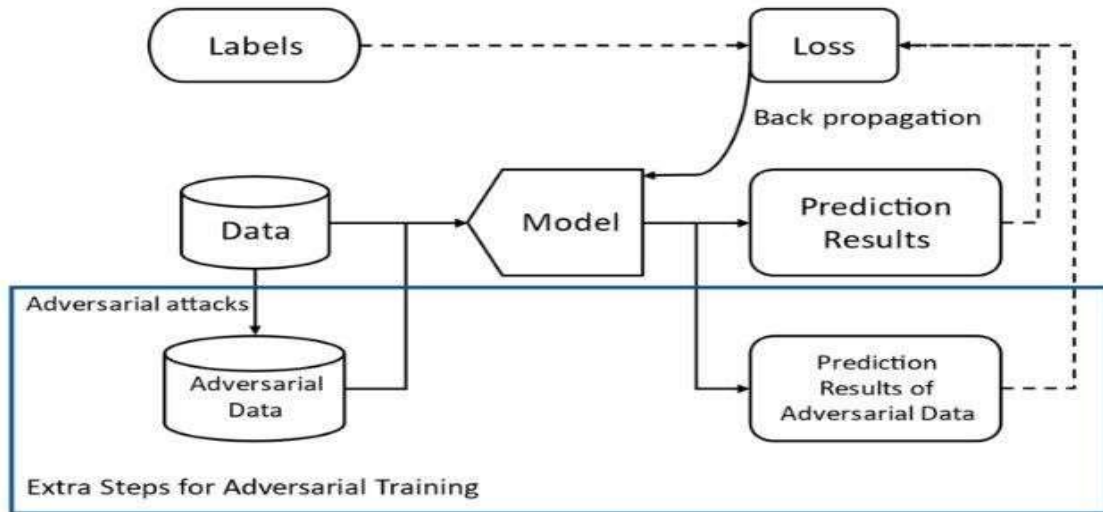 Labels
Loss
Back propagation
Data
Model
Prediction
Results
Adversarial attacks
Adversarial
Data
Prediction
Results of
Adversarial Data
Extra Steps for Adversarial Training